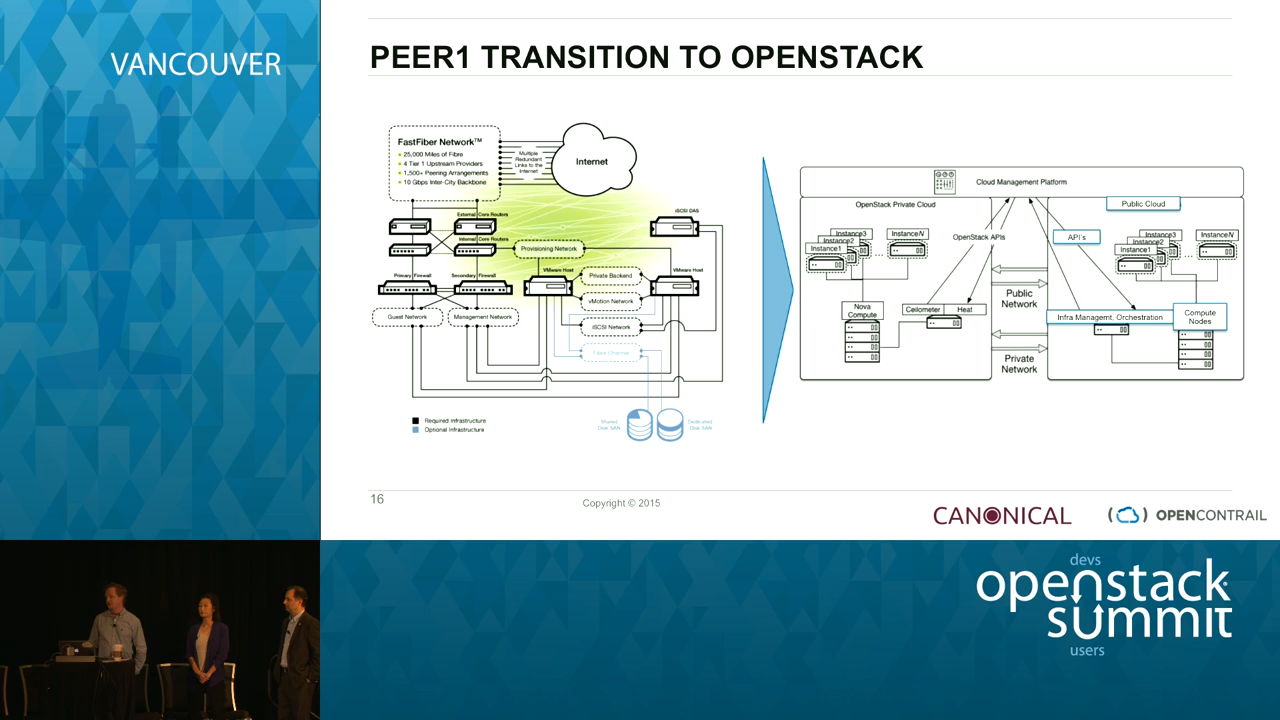 VANCOUVER
PEER1 TRANSITION TO OPENSTACK
FastFiber Network™
25,000 Miles of Fibre
4 Tier 1 Upstream Providers
1,500+ Peering Arrangements
10 Gbps Inter-City Backbone
Multiple
Redundant
Links to the
Internet
Internet
External Core Routers
Internal Core Routers
iSCSI DAS
Provisioning Network
Primary Firewall
Secondary Firewall
VMware Host
Private Backend
VMware Host
vMotion Network
Guest Network
Management Network
iSCSI Network
Fibre Channel
Shared
Disk SAN
Dedicated
Disk SAN
Required Infrastructure
Optional Infrastructure
Cloud Management Platform
OpenStack Private Cloud
Public Cloud
Instance3
Instance2
Instance1
InstanceN
OpenStack APIs
API's
Instance3
Instance2
Instance1
InstanceN
Public
Network
Nova
Compute
Ceilometer
Heat
Infra Managemt, Orchestration
Compute
Nodes
Private
Network
16
Copyright © 2015
CANONICAL
OPENCONTRAIL
devs
openstack
summit
users